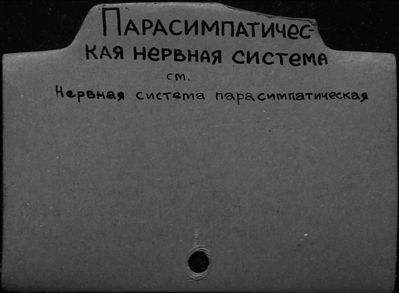 Парасимпатичес-
кая нервная система
см.
Нервная система парасимпатическая